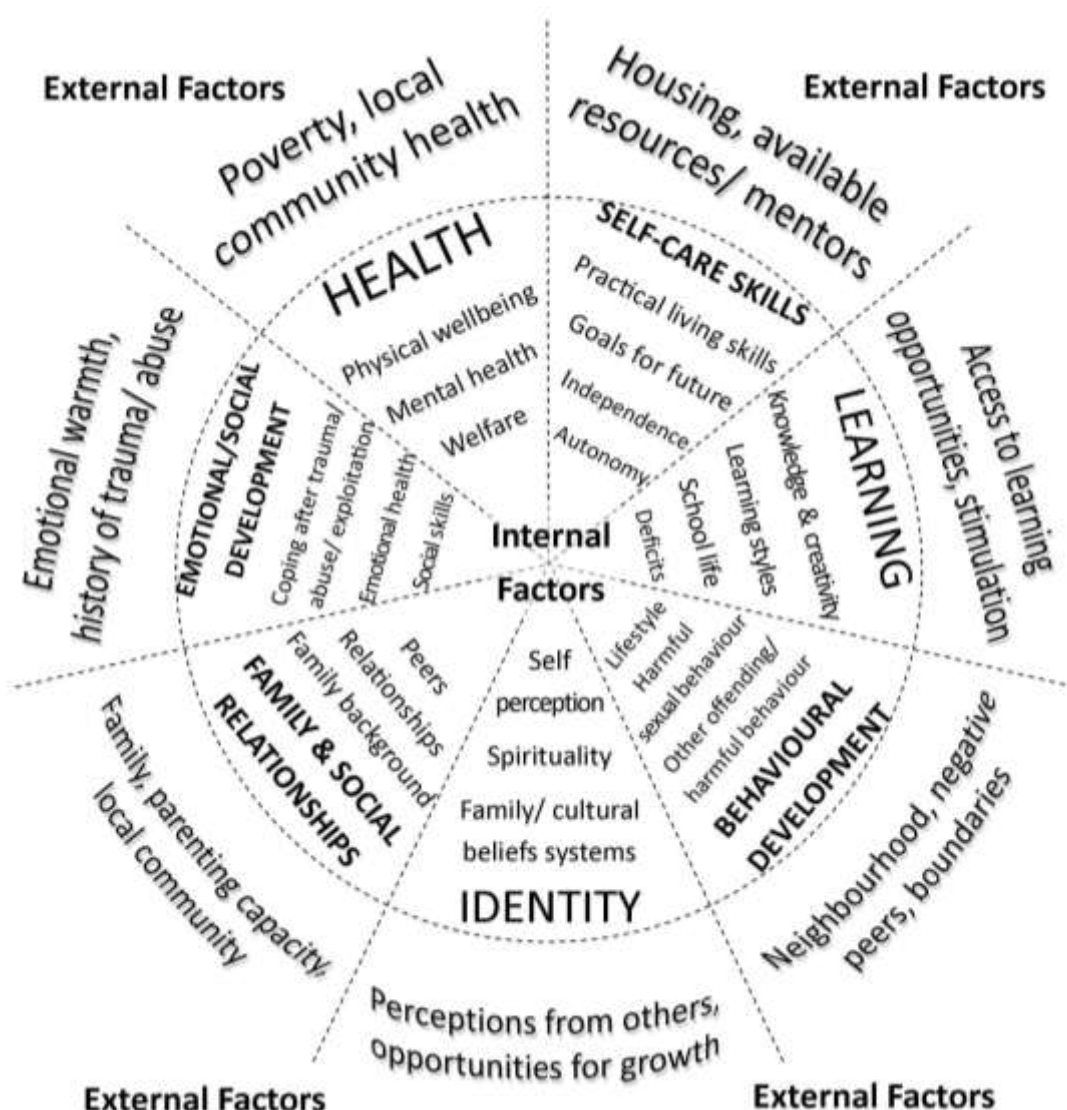 External Factors
External Factors
Poverty, local
community health
Housing, available
resources/ mentors
HEALTH
Physical wellbeing
Mental health
Welfare
SELF-CARE SKILLS
Practical living skills
Goals for future
Independence
Autonomy
Access to learning
opportunities, stimulation
LEARNING
Knowledge & creativity
Learning styles
School life
Deficits
Emotional warmth,
history of trauma/ abuse
EMOTIONAL/SOCIAL
DEVELOPMENT
Coping after trauma/
abuse/ exploitation
Emotional health
Social skills
Internal
Factors
Lifestyle
Harmful
sexual behaviour
Other offending/
harmful behaviour
BEHAVIOURAL
DEVELOPMENT
Neighbourhood, negative
peers, boundaries
Self
perception
Spirituality
Family/ cultural
beliefs systems
IDENTITY
Perceptions from others,
opportunities for growth
Peers
Relationships
Family background
FAMILY & SOCIAL
RELATIONSHIPS
Family, parenting capacity,
local community
External Factors
External Factors